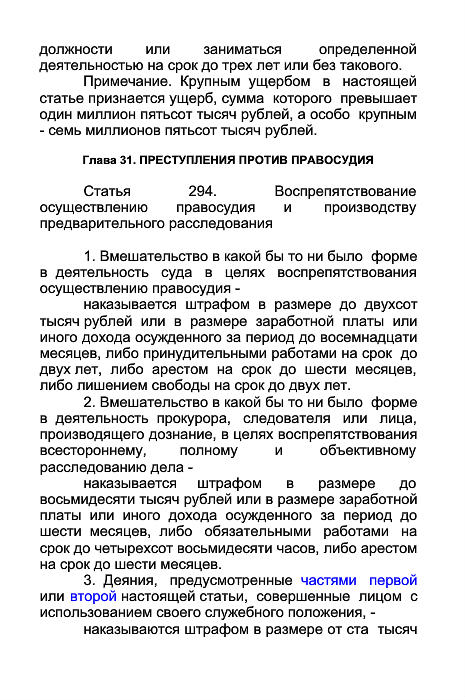 должности или заниматься определенной
деятельностью на срок до трех лет или без такового.
Примечание. Крупным ущербом в настоящей
статье признается ущерб, сумма которого превышает
один миллион пятьсот тысяч рублей, а особо крупным
- семь миллионов пятьсот тысяч рублей.
Глава 31. ПРЕСТУПЛЕНИЯ ПРОТИВ ПРАВОСУДИЯ
Статья 294. Воспрепятствование
осуществлению правосудия и производству
предварительного расследования
1. Вмешательство в какой бы то ни было форме
в деятельность суда в целях воспрепятствования
осуществлению правосудия -
наказывается штрафом в размере до двухсот
тысяч рублей или в размере заработной платы или
иного дохода осужденного за период до восемнадцати
месяцев, либо принудительными работами на срок до
двух лет, либо арестом на срок до шести месяцев,
либо лишением свободы на срок до двух лет.
2. Вмешательство в какой бы то ни было форме
в деятельность прокурора, следователя или лица,
производящего дознание, в целях воспрепятствования
всестороннему, полному и объективному
расследованию дела -
наказывается штрафом в размере до
восьмидесяти тысяч рублей или в размере заработной
платы или иного дохода осужденного за период до
шести месяцев, либо обязательными работами на
срок до четырехсот восьмидесяти часов, либо арестом
на срок до шести месяцев.
3. Деяния, предусмотренные частями первой
или второй настоящей статьи, совершенные лицом с
использованием своего служебного положения, -
наказываются штрафом в размере от ста тысяч